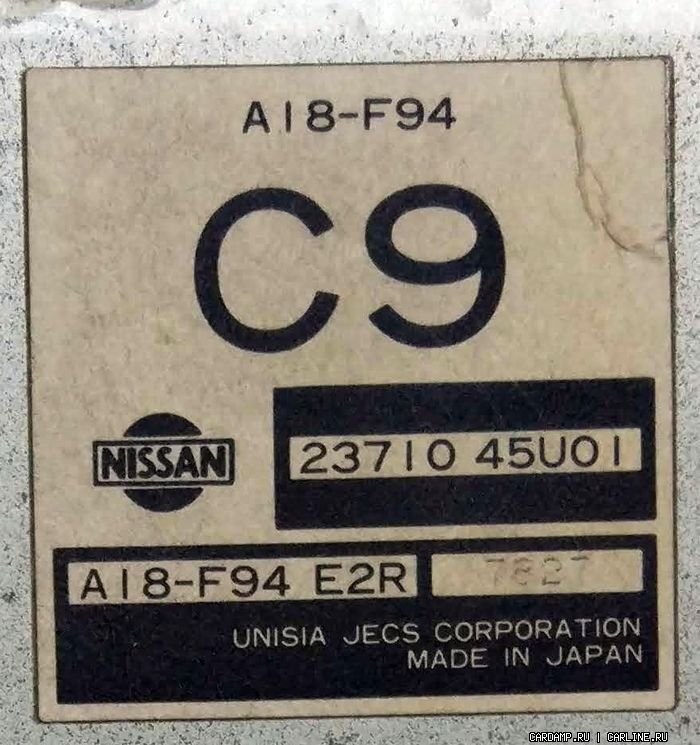 A18-F94
C9
NISSAN
23710 45U01
A18-F94 E2R
7827
UNISIA JECS CORPORATION
MADE IN JAPAN
CARDAMP.RU | CARLINE.RU